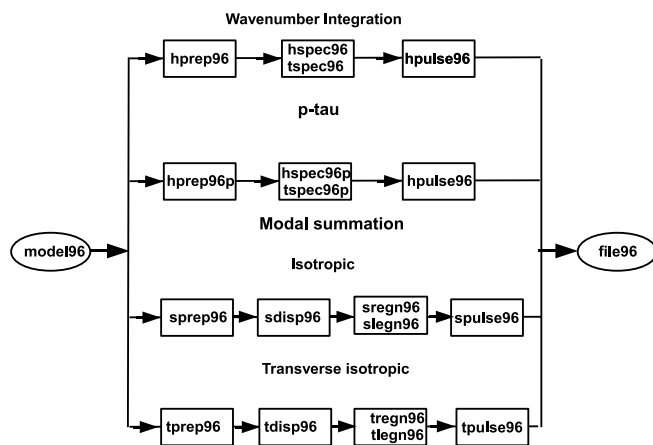 Wavenumber Integration
hprep96
hspec96
tspec96
hpulse96
p-tau
hprep96p
hspec96p
tspec96p
hpulse96
Modal summation
model96
file96
Isotropic
sprep96
sdisp96
sregn96
slegn96
spulse96
Transverse isotropic
tprep96
tdisp96
tregn96
tlegn96
tpulse96